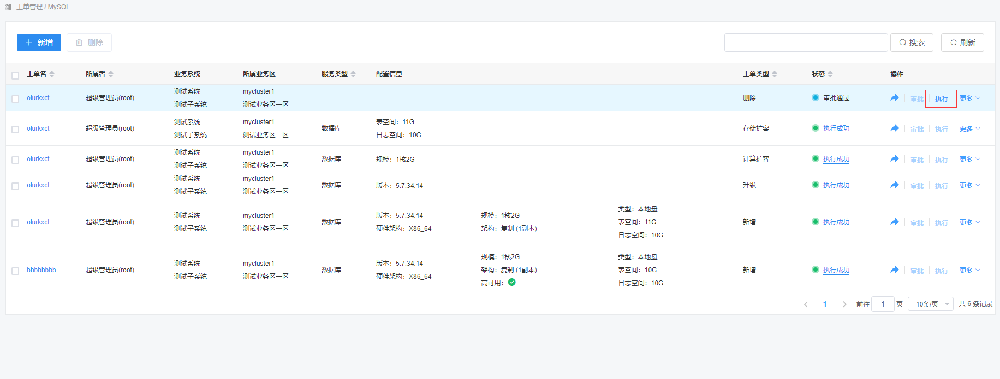 工单管理 / MySQL
新增
删除
搜索
刷新
工单名 所属者 业务系统 所属业务区 服务类型 配置信息 工单类型 状态 操作
olurkxct 超级管理员(root) 测试系统 mycluster1 删除 审批通过 审批 执行 更多
测试子系统 测试业务区一区
olurkxct 超级管理员(root) 测试系统 mycluster1 数据库 表空间：11G 存储扩容 执行成功 审批 执行 更多
测试子系统 测试业务区一区 日志空间：10G
olurkxct 超级管理员(root) 测试系统 mycluster1 数据库 规模：1核2G 计算扩容 执行成功 审批 执行 更多
测试子系统 测试业务区一区
olurkxct 超级管理员(root) 测试系统 mycluster1 数据库 版本：5.7.34.14 升级 执行成功 审批 执行 更多
测试子系统 测试业务区一区
olurkxct 超级管理员(root) 测试系统 mycluster1 数据库 版本：5.7.34.14 规模：1核2G 类型：本地盘 新增 执行成功 审批 执行 更多
测试子系统 测试业务区一区 硬件架构：X86_64 架构：复制 (1副本) 表空间：11G
日志空间：10G
bbbbbbbb 超级管理员(root) 测试系统 mycluster1 数据库 版本：5.7.34.14 规模：1核2G 类型：本地盘 新增 执行成功 审批 执行 更多
测试子系统 测试业务区一区 硬件架构：X86_64 架构：复制 (1副本) 表空间：10G
高可用： 日志空间：10G
1 前往 1 页 10条/页 共 6 条记录